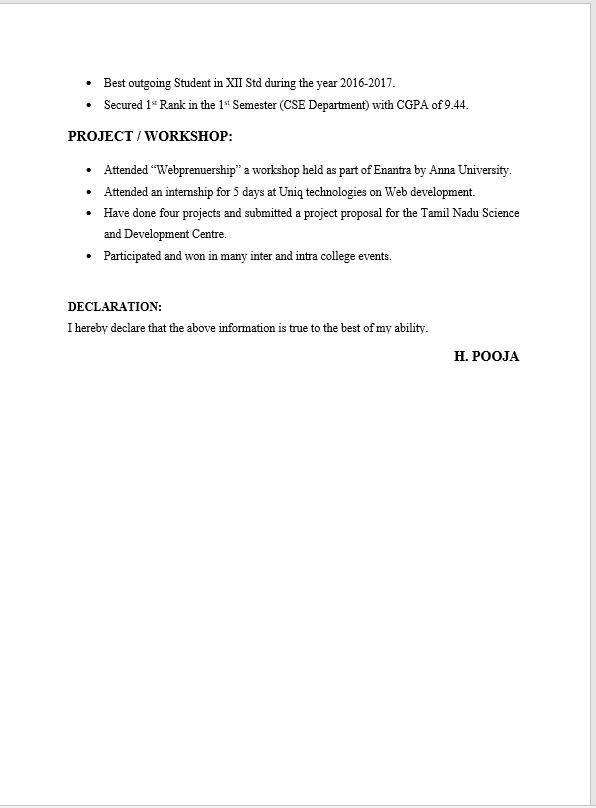 • Best outgoing Student in XII Std during the year 2016-2017.
• Secured 1st Rank in the 1st Semester (CSE Department) with CGPA of 9.44.
PROJECT / WORKSHOP:
• Attended “Webprenuership” a workshop held as part of Enantra by Anna University.
• Attended an internship for 5 days at Uniq technologies on Web development.
• Have done four projects and submitted a project proposal for the Tamil Nadu Science
and Development Centre.
• Participated and won in many inter and intra college events.
DECLARATION:
I hereby declare that the above information is true to the best of my ability.
H. POOJA